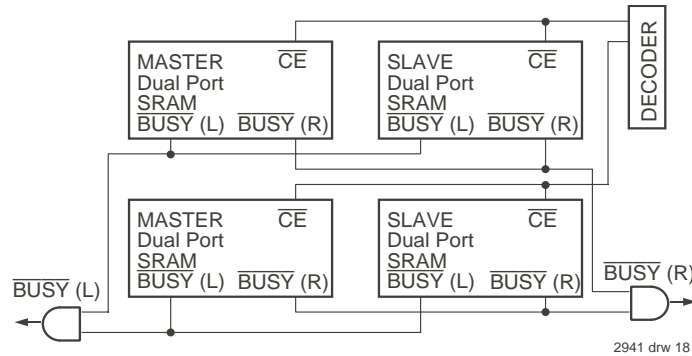 MASTER
Dual Port
SRAM
BUSY (L) BUSY (R)
CE
SLAVE
Dual Port
SRAM
BUSY (L) BUSY (R)
CE
DECODER
MASTER
Dual Port
SRAM
BUSY (L) BUSY (R)
CE
SLAVE
Dual Port
SRAM
BUSY (L) BUSY (R)
CE
BUSY (L)
BUSY (R)
2941 drw 18